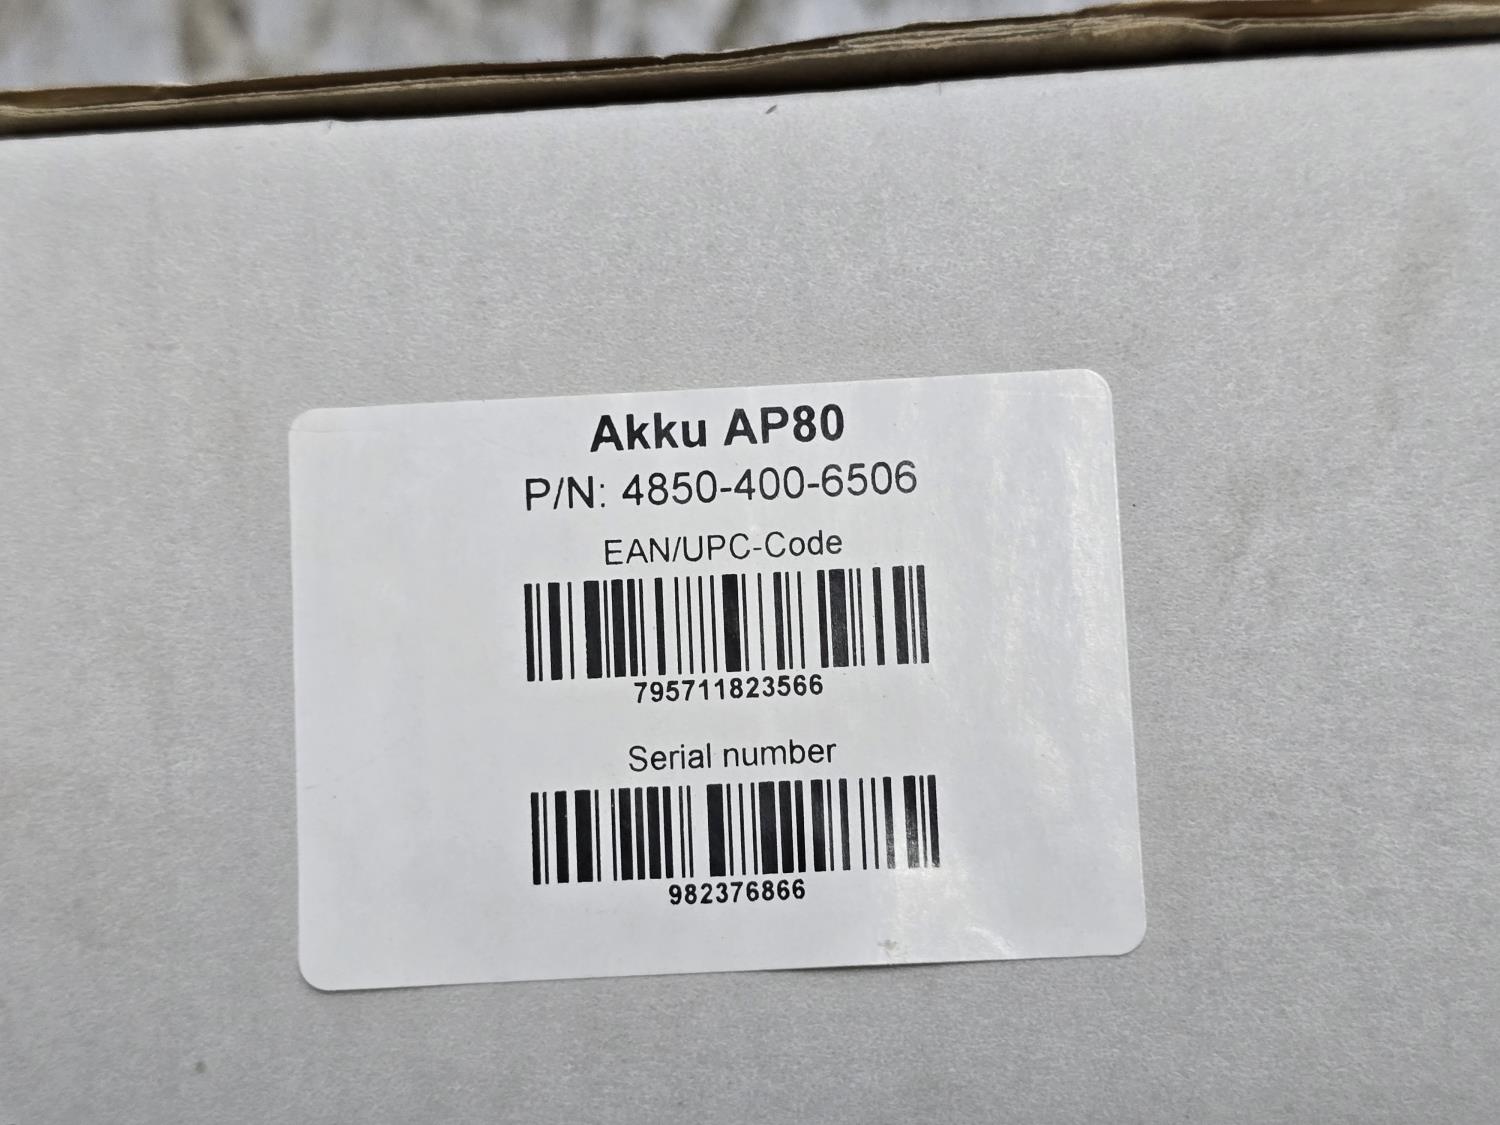 Akku AP80
P/N: 4850-400-6506
EAN/UPC-Code
795711823566
Serial number
982376866